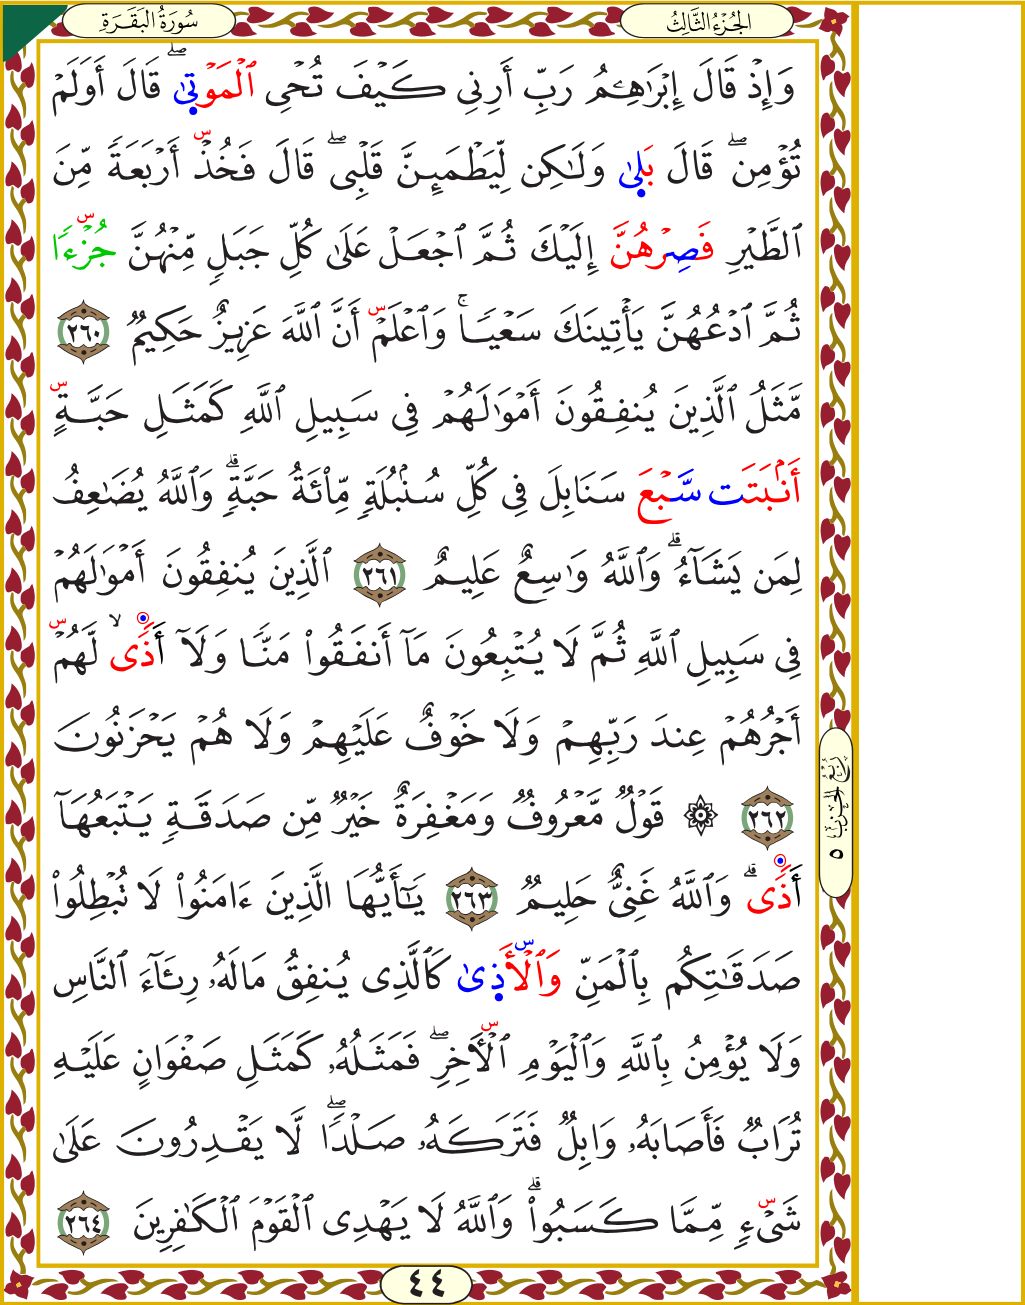 سُورَةُ البَقَرَةِ
الجُزْءُ الثَّالِثُ
وَإِذْ قَالَ إِبْرَٰهِـۧمُ رَبِّ أَرِنِى كَيْفَ تُحْىِ ٱلْمَوْتٜىٰۖ قَالَ أَوَلَمْ
تُؤْمِنۖ قَالَ بَلٜىٰ وَلَـٰكِن لِّيَطْمَئِنَّ قَلْبِىۖ قَالَ فَخُذْ أَرْبَعَةً مِّنَ
ٱلطَّيْرِ فَصِرْهُنَّ إِلَيْكَ ثُمَّ ٱجْعَلْ عَلَىٰ كُلِّ جَبَلٍ مِّنْهُنَّ جُزْءًا
ثُمَّ ٱدْعُهُنَّ يَأْتِينَكَ سَعْيًاۚ وَٱعْلَمْ أَنَّ ٱللَّهَ عَزِيزٌ حَكِيمٌ ٢٦٠
مَّثَلُ ٱلَّذِينَ يُنفِقُونَ أَمْوَٰلَهُمْ فِى سَبِيلِ ٱللَّهِ كَمَثَلِ حَبَّةٍ
أَنۢبَتَت سَّبْعَ سَنَابِلَ فِى كُلِّ سُنۢبُلَةٍ مِّا۟ئَةُ حَبَّةٍۗ وَٱللَّهُ يُضَـٰعِفُ
لِمَن يَشَآءُۗ وَٱللَّهُ وَٰسِعٌ عَلِيمٌ ٢٦١ ٱلَّذِينَ يُنفِقُونَ أَمْوَٰلَهُمْ
فِى سَبِيلِ ٱللَّهِ ثُمَّ لَا يُتْبِعُونَ مَآ أَنفَقُوا۟ مَنًّا وَلَآ أَذًىۙ لَّهُمْ
أَجْرُهُمْ عِندَ رَبِّهِمْ وَلَا خَوْفٌ عَلَيْهِمْ وَلَا هُمْ يَحْزَنُونَ
٢٦٢ ۞ قَوْلٌ مَّعْرُوفٌ وَمَغْفِرَةٌ خَيْرٌ مِّن صَدَقَةٍ يَتْبَعُهَآ
أَذًىۗ وَٱللَّهُ غَنِىٌّ حَلِيمٌ ٢٦٣ يَـٰٓأَيُّهَا ٱلَّذِينَ ءَامَنُوا۟ لَا تُبْطِلُوا۟
صَدَقَـٰتِكُم بِٱلْمَنِّ وَٱلْأَذٜىٰ كَٱلَّذِى يُنفِقُ مَالَهُۥ رِئَآءَ ٱلنَّاسِ
وَلَا يُؤْمِنُ بِٱللَّهِ وَٱلْيَوْمِ ٱلْأَخِرِۖ فَمَثَلُهُۥ كَمَثَلِ صَفْوَانٍ عَلَيْهِ
تُرَابٌ فَأَصَابَهُۥ وَابِلٌ فَتَرَكَهُۥ صَلْدًاۖ لَّا يَقْدِرُونَ عَلَىٰ
شَىْءٍ مِّمَّا كَسَبُوا۟ۗ وَٱللَّهُ لَا يَهْدِى ٱلْقَوْمَ ٱلْكَـٰفِرِينَ ٢٦٤
رُبْعُ الحِزْبِ ٥
٤٤